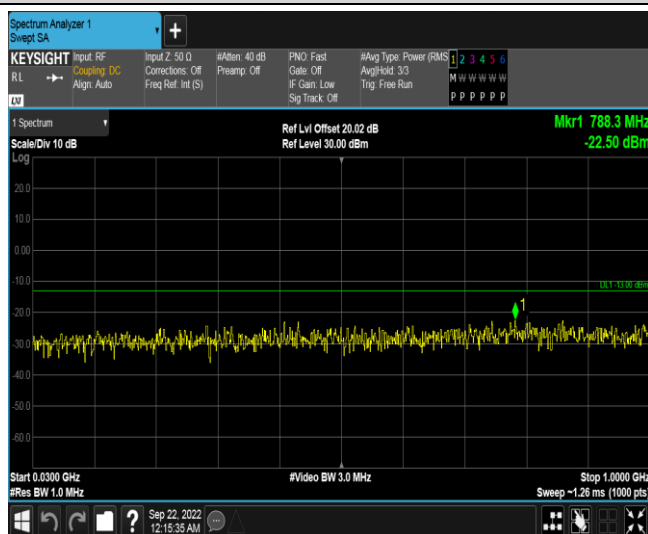 Spectrum Analyzer 1
Swept SA
KEYSIGHT
RL
LXI
Input: RF
Coupling: DC
Align: Auto
Input Z: 50 Ω
Corrections: Off
Freq Ref: Int (S)
#Atten: 40 dB
Preamp: Off
PNO: Fast
Gate: Off
IF Gain: Low
Sig Track: Off
#Avg Type: Power (RMS
Avg|Hold: 3/3
Trig: Free Run
1 2 3 4 5 6
M W W W W W
P P P P P P
1 Spectrum
Scale/Div 10 dB
Log
Ref Lvl Offset 20.02 dB
Ref Level 30.00 dBm
Mkr1 788.3 MHz
-22.50 dBm
20.0
10.0
0.00
-10.0
-20.0
-30.0
-40.0
-50.0
-60.0
DL1 -13.00 dBm
1
Start 0.0300 GHz
#Res BW 1.0 MHz
#Video BW 3.0 MHz
Stop 1.0000 GHz
Sweep ~1.26 ms (1000 pts)
?
Sep 22, 2022
12:15:35 AM